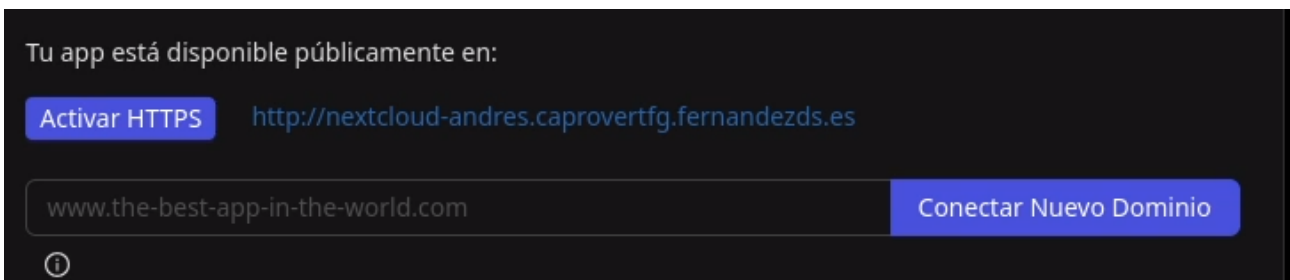 Tu app está disponible públicamente en:
Activar HTTPS http://nextcloud-andres.caprovertfg.fernandezds.es
www.the-best-app-in-the-world.com Conectar Nuevo Dominio